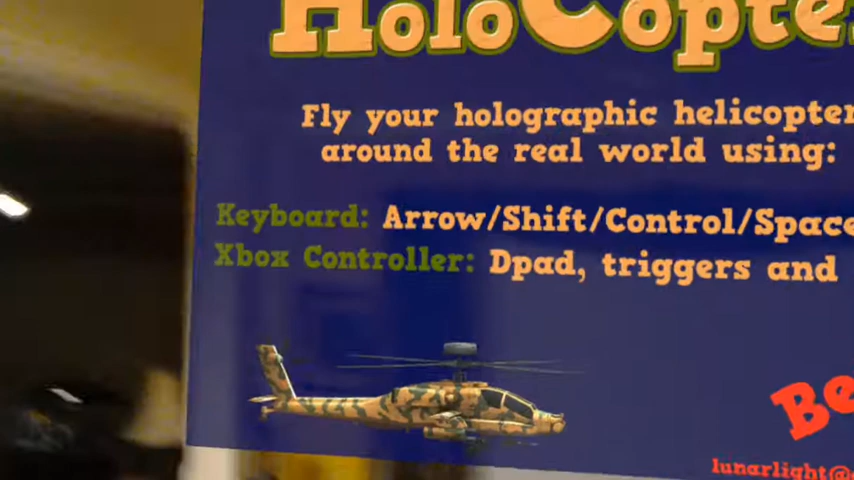 HoloCopte
Fly your holographic helicopter
around the real world using:
Keyboard: Arrow/Shift/Control/Space
Xbox Controller: Dpad, triggers and
Be
lunarlight@